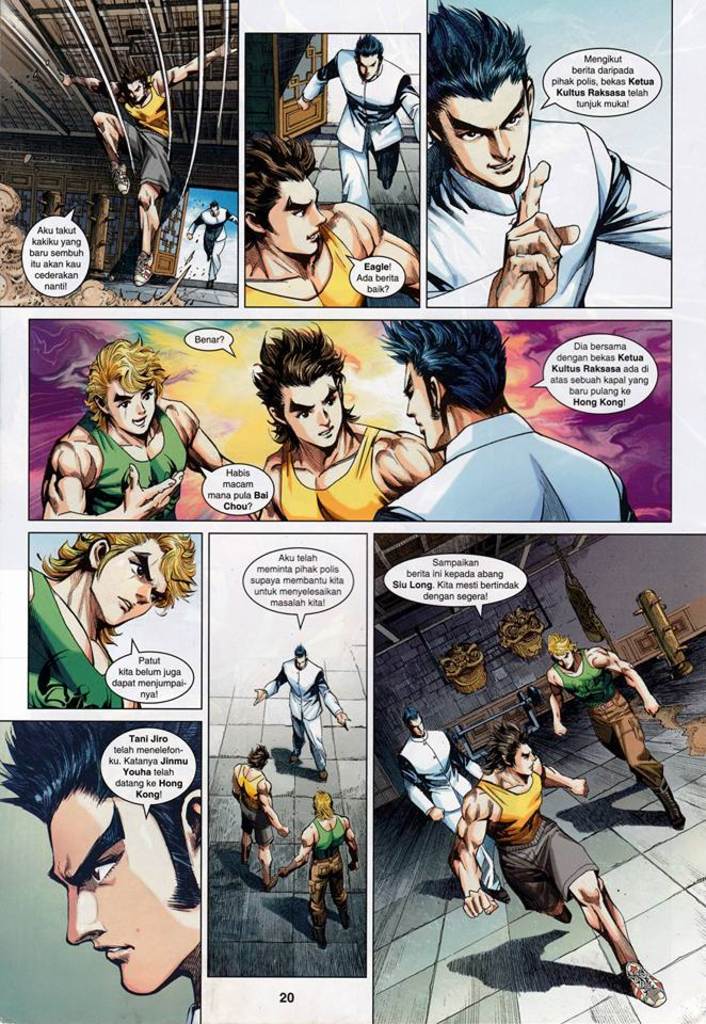 Aku takut
kakiku yang
baru sembuh
itu akan kau
cederakan
nanti!
Eagle!
Ada berita
baik?
Mengikut
berita daripada
pihak polis, bekas Ketua
Kultus Raksasa telah
tunjuk muka!
Benar?
Habis
macam
mana pula Bai
Chou?
Dia bersama
dengan bekas Ketua
Kultus Raksasa ada di
atas sebuah kapal yang
baru pulang ke
Hong Kong!
Patut
kita belum juga
dapat menjumpai-
nya!
Tani Jiro
telah menelefon-
ku. Katanya Jinmu
Youha telah
datang ke Hong
Kong!
Aku telah
meminta pihak polis
supaya membantu kita
untuk menyelesaikan
masalah kita!
Sampaikan
berita ini kepada abang
Siu Long. Kita mesti bertindak
dengan segera!
20